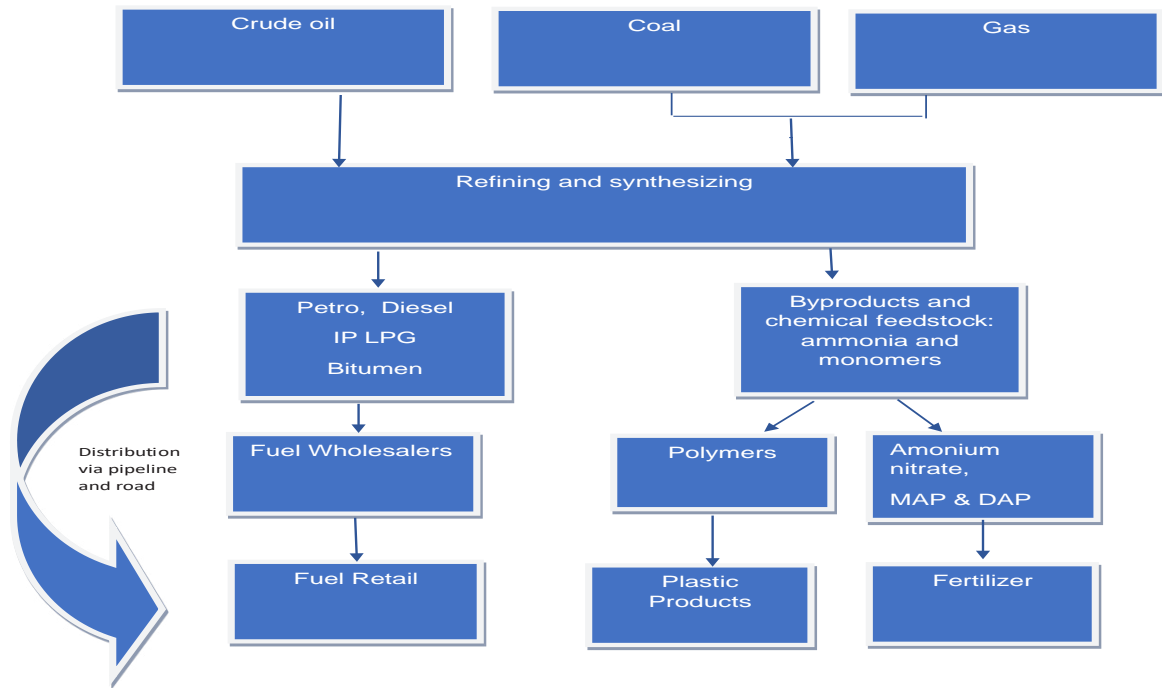 Crude oil
Coal
Gas
Refining and synthesizing
Petro, Diesel
IP LPG
Bitumen
Byproducts and
chemical feedstock:
ammonia and
monomers
Distribution
via pipeline
and road
Fuel Wholesalers
Polymers
Amonium
nitrate,
MAP & DAP
Fuel Retail
Plastic
Products
Fertilizer